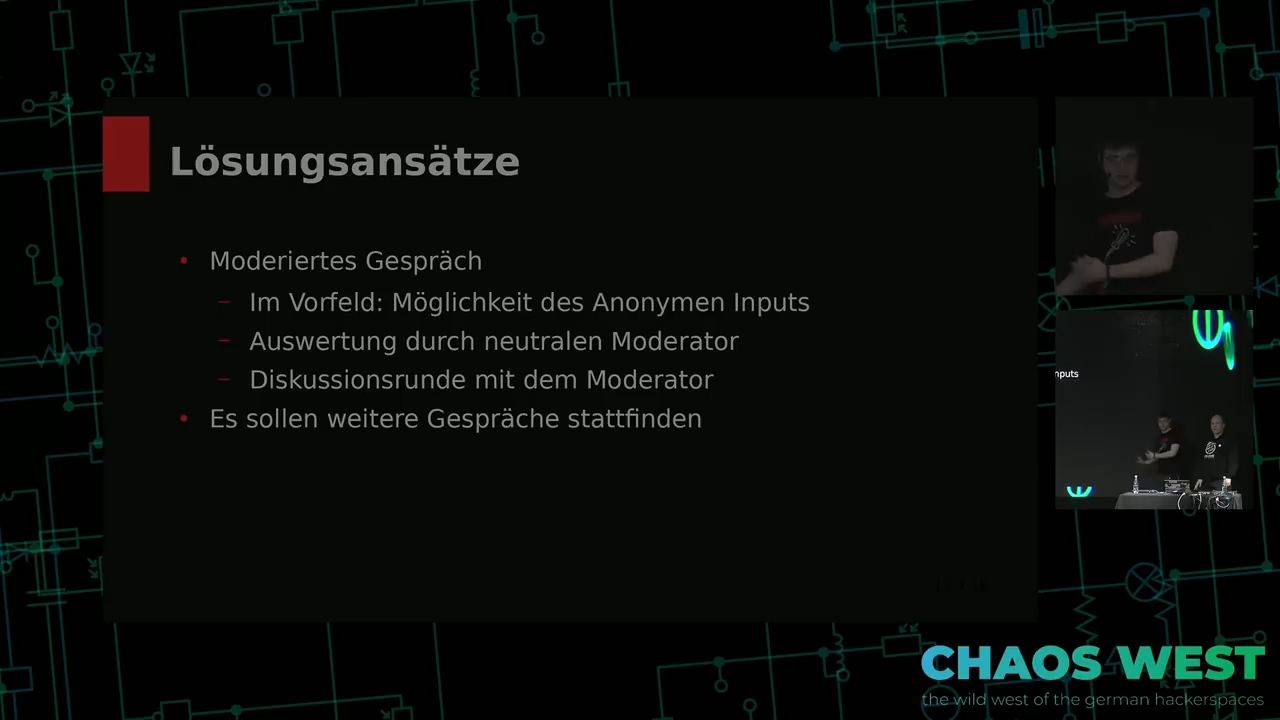 Lösungsansätze
• Moderiertes Gespräch
– Im Vorfeld: Möglichkeit des Anonymen Inputs
– Auswertung durch neutralen Moderator
– Diskussionsrunde mit dem Moderator
• Es sollen weitere Gespräche stattfinden
nputs
CHAOS WEST
the wild west of the german hackerspaces